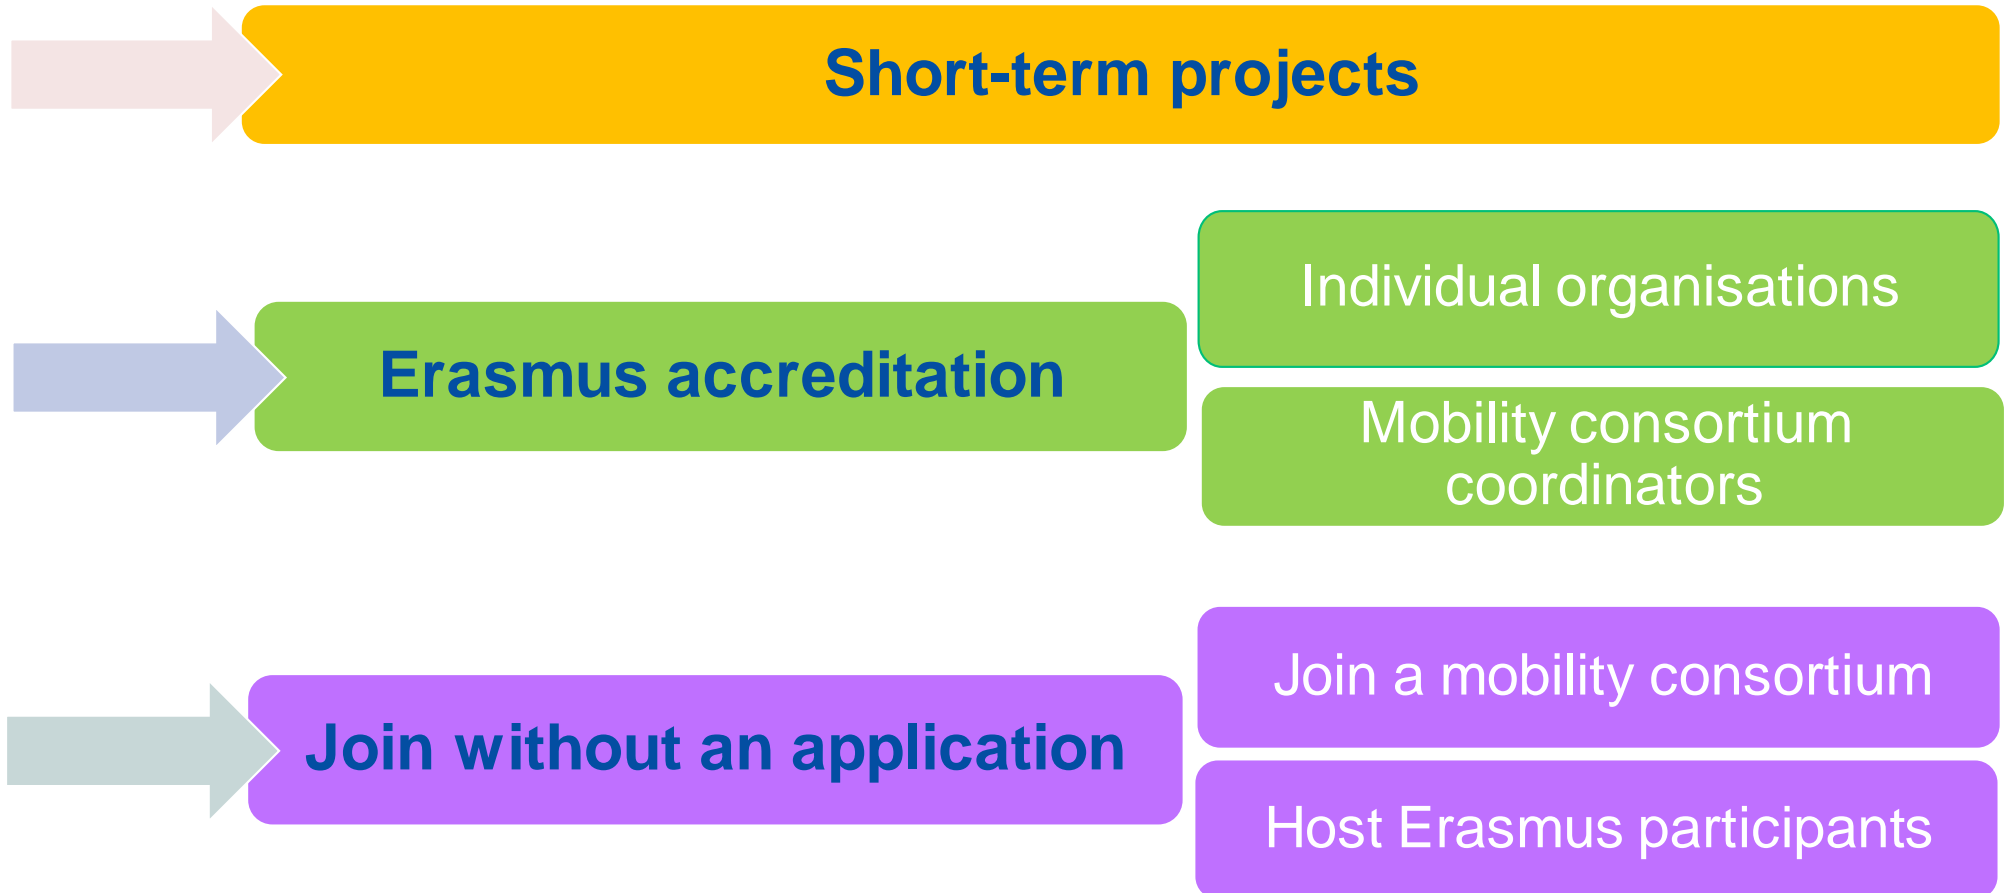 Short-term projects
Individual organisations
Erasmus accreditation
Mobility consortium
coordinators
Join a mobility consortium
Join without an application
Host Erasmus participants